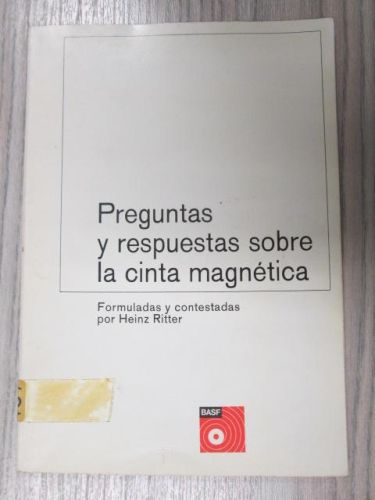 Preguntas
y respuestas sobre
la cinta magnética
Formuladas y contestadas
por Heinz Ritter
BASF